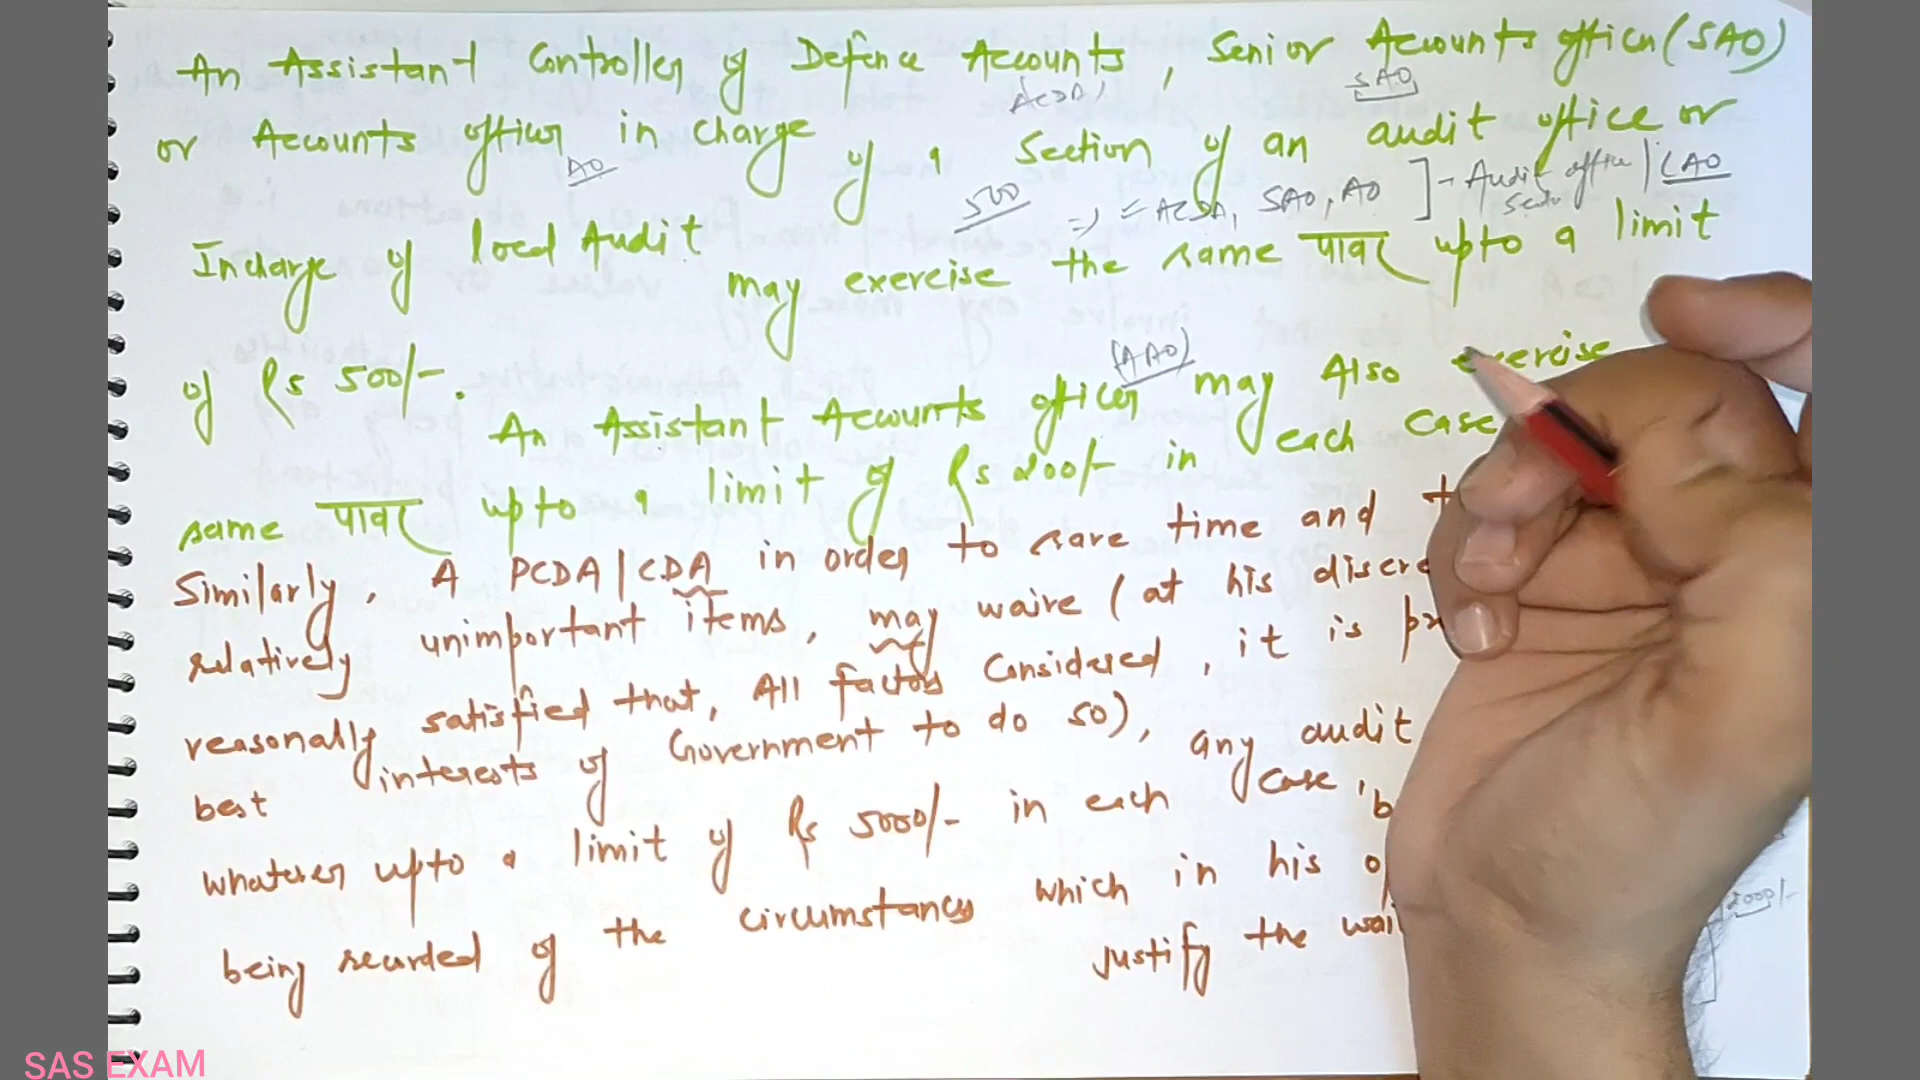 An Assistant Controller of Defence Accounts, Senior Accounts officer (SAO)
ACDA, SAO
or Accounts officer in charge of a Section of an audit office or
AO 500 => = ACDA, SAO, AO ] - Audit office | LAO
Incharge of local Audit may exercise the same पावर upto a limit
of Rs 500/-. An Assistant Accounts officer may Also exercise
(AAO)
same पावर upto a limit of Rs 200/- in each case
Similarly, A PCDA/CDA in order to save time and
relatively unimportant items, may waive (at his
reasonally satisfied that, All factors considered, it is
best interests of Government to do so), any audit
whatever upto a limit of Rs 5000/- in each case,
being recorded of the circumstances which in his
justify the
2000/-
SAS EXAM